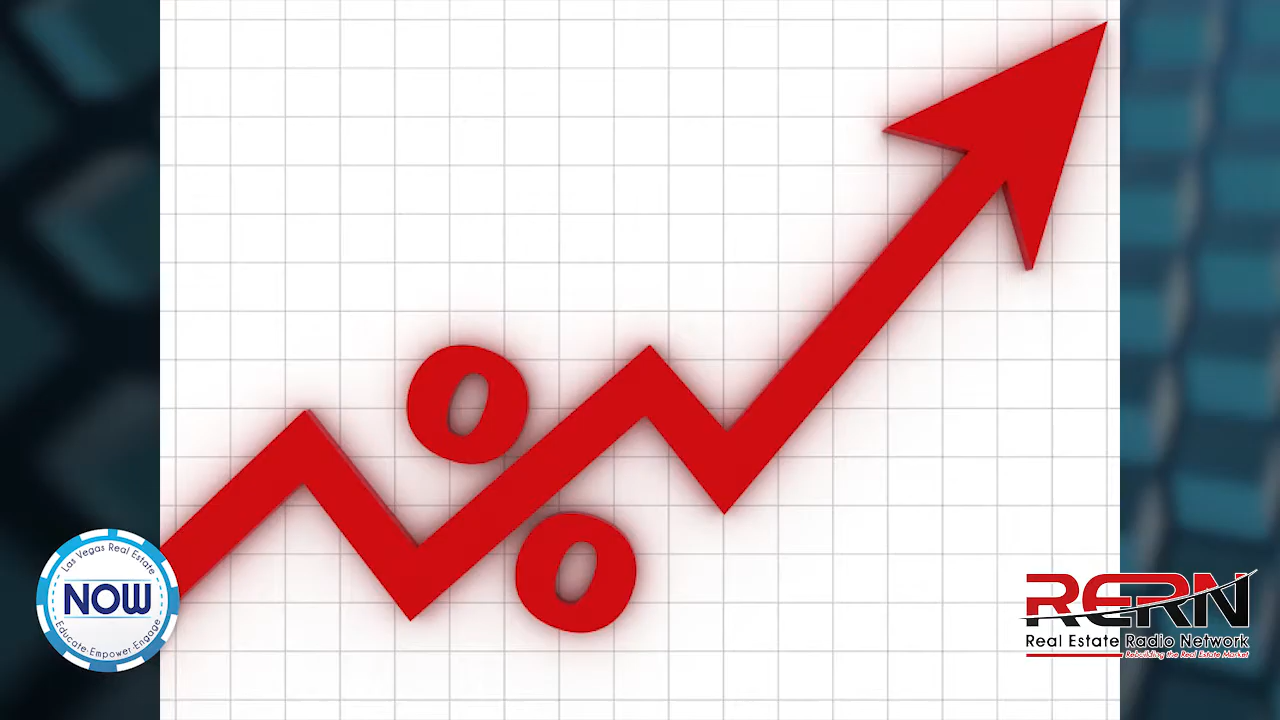 Las Vegas Real Estate
NOW
Educate·Empower·Engage
%
RERN
Real Estate Radio Network
Rebuilding the Real Estate Market